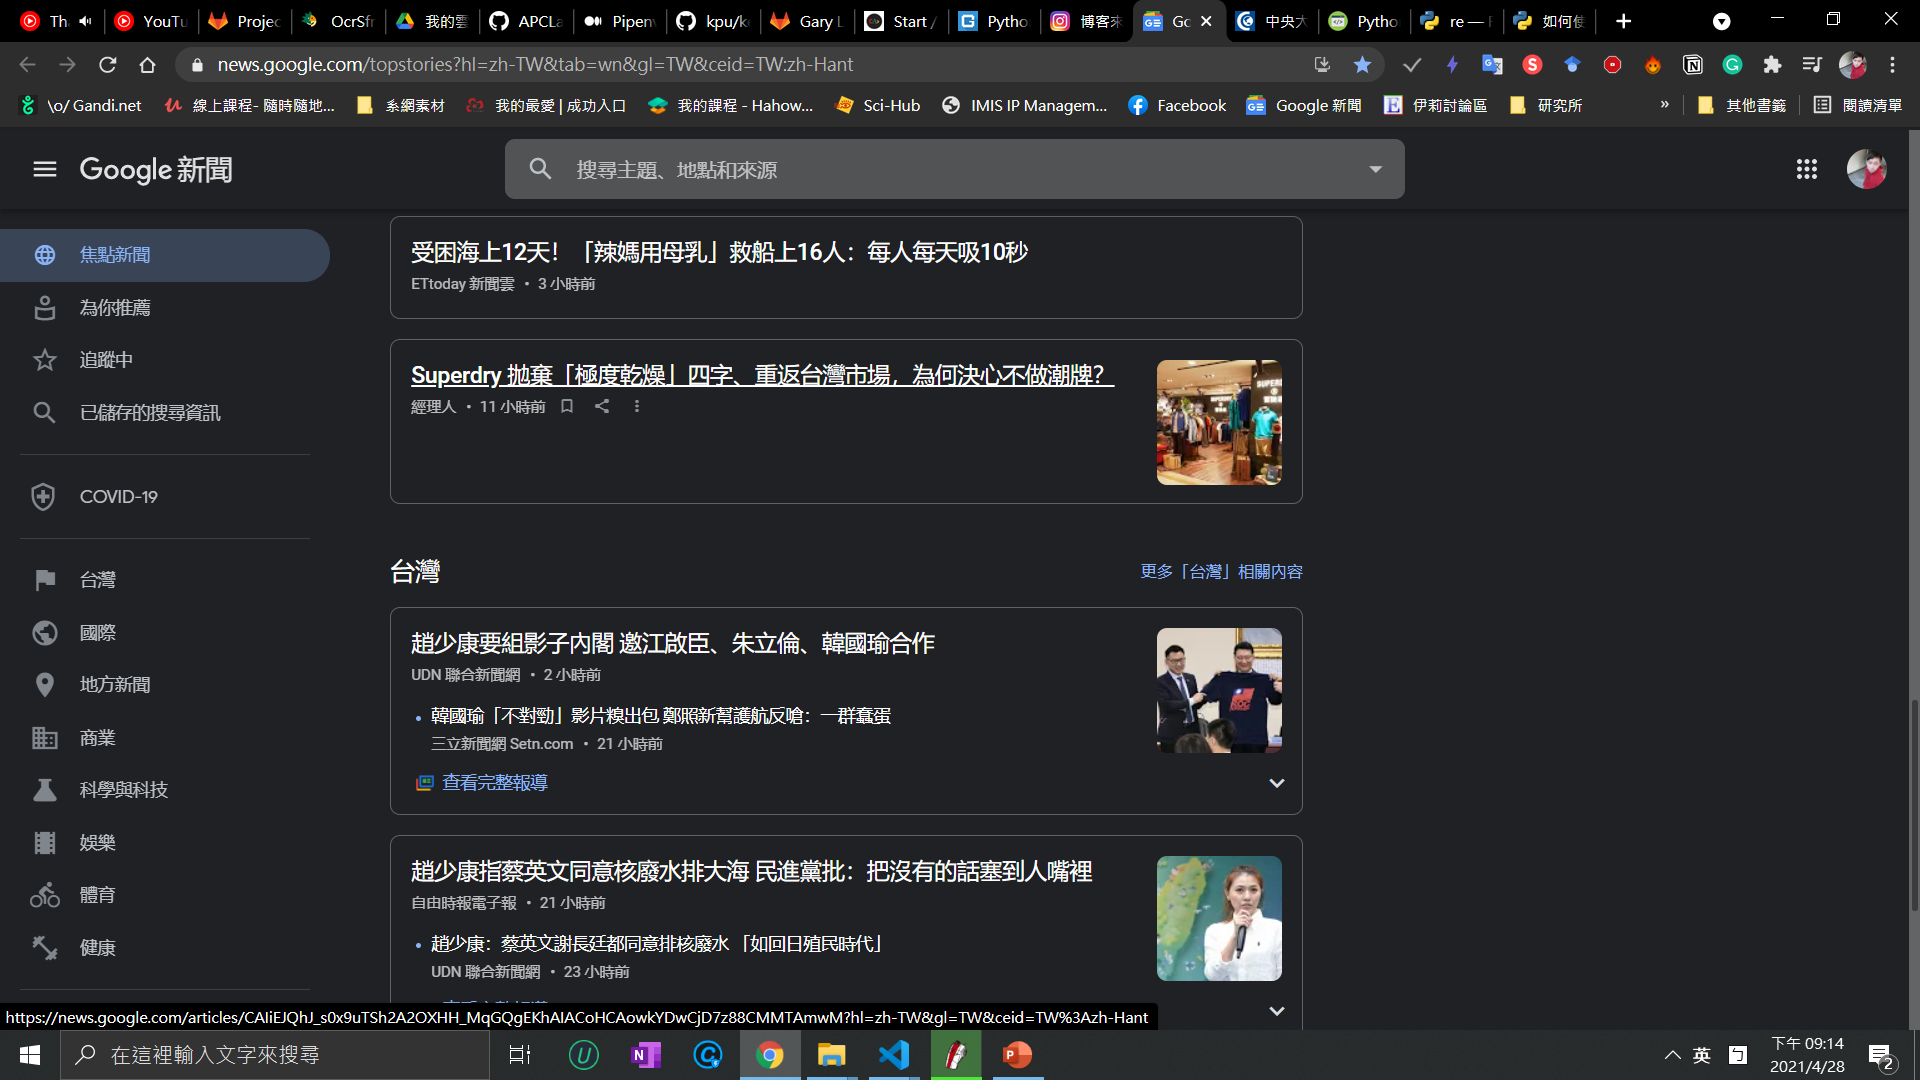 Th
YouTu
Projec
OcrSfr
我的雲
APCLa
Pipenv
kpu/ke
Gary L
Start /
Pytho
博客來
Go
中央大
Pytho
re —
如何使
news.google.com/topstories?hl=zh-TW&tab=wn&gl=TW&ceid=TW:zh-Hant
\o/ Gandi.net
線上課程- 隨時隨地...
系網素材
我的最愛 | 成功入口
我的課程 - Hahow...
Sci-Hub
IMIS IP Managem...
Facebook
Google 新聞
伊莉討論區
研究所
»
其他書籤
閱讀清單
Google 新聞
搜尋主題、地點和來源
焦點新聞
為你推薦
追蹤中
已儲存的搜尋資訊
COVID-19
台灣
國際
地方新聞
商業
科學與科技
娛樂
體育
健康
受困海上12天！「辣媽用母乳」救船上16人：每人每天吸10秒
ETtoday 新聞雲 • 3 小時前
Superdry 拋棄「極度乾燥」四字、重返台灣市場，為何決心不做潮牌？
經理人 • 11 小時前
台灣
更多「台灣」相關內容
趙少康要組影子內閣 邀江啟臣、朱立倫、韓國瑜合作
UDN 聯合新聞網 • 2 小時前
韓國瑜「不對勁」影片糗出包 鄭照新幫護航反嗆：一群蠢蛋
三立新聞網 Setn.com • 21 小時前
查看完整報導
趙少康指蔡英文同意核廢水排大海 民進黨批：把沒有的話塞到人嘴裡
自由時報電子報 • 21 小時前
趙少康：蔡英文謝長廷都同意排核廢水 「如回日殖民時代」
UDN 聯合新聞網 • 23 小時前
https://news.google.com/articles/CAIiEJQhJ_s0x9uTSh2A2OXHH_MqGQgEKhAIACoHCAowkYDwCjD7z88CMMTAmwM?hl=zh-TW&gl=TW&ceid=TW%3Azh-Hant
在這裡輸入文字來搜尋
英
下午 09:14
2021/4/28
2